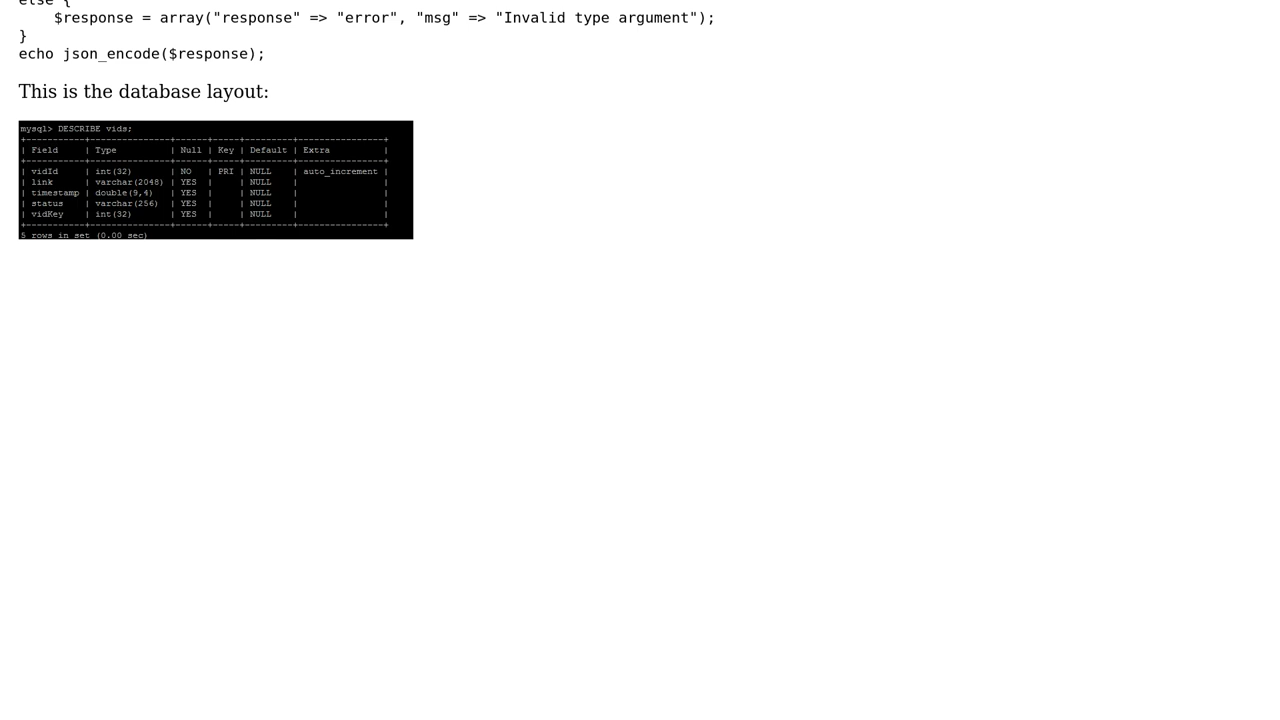 else {
    $response = array("response" => "error", "msg" => "Invalid type argument");
}
echo json_encode($response);
This is the database layout:
mysql> DESCRIBE vids;
+-----------+---------------+------+-----+---------+----------------+
| Field     | Type          | Null | Key | Default | Extra          |
+-----------+---------------+------+-----+---------+----------------+
| vidId     | int(32)       | NO   | PRI | NULL    | auto_increment |
| link      | varchar(2048) | YES  |     | NULL    |                |
| timestamp | double(9,4)   | YES  |     | NULL    |                |
| status    | varchar(256)  | YES  |     | NULL    |                |
| vidKey    | int(32)       | YES  |     | NULL    |                |
+-----------+---------------+------+-----+---------+----------------+
5 rows in set (0.00 sec)